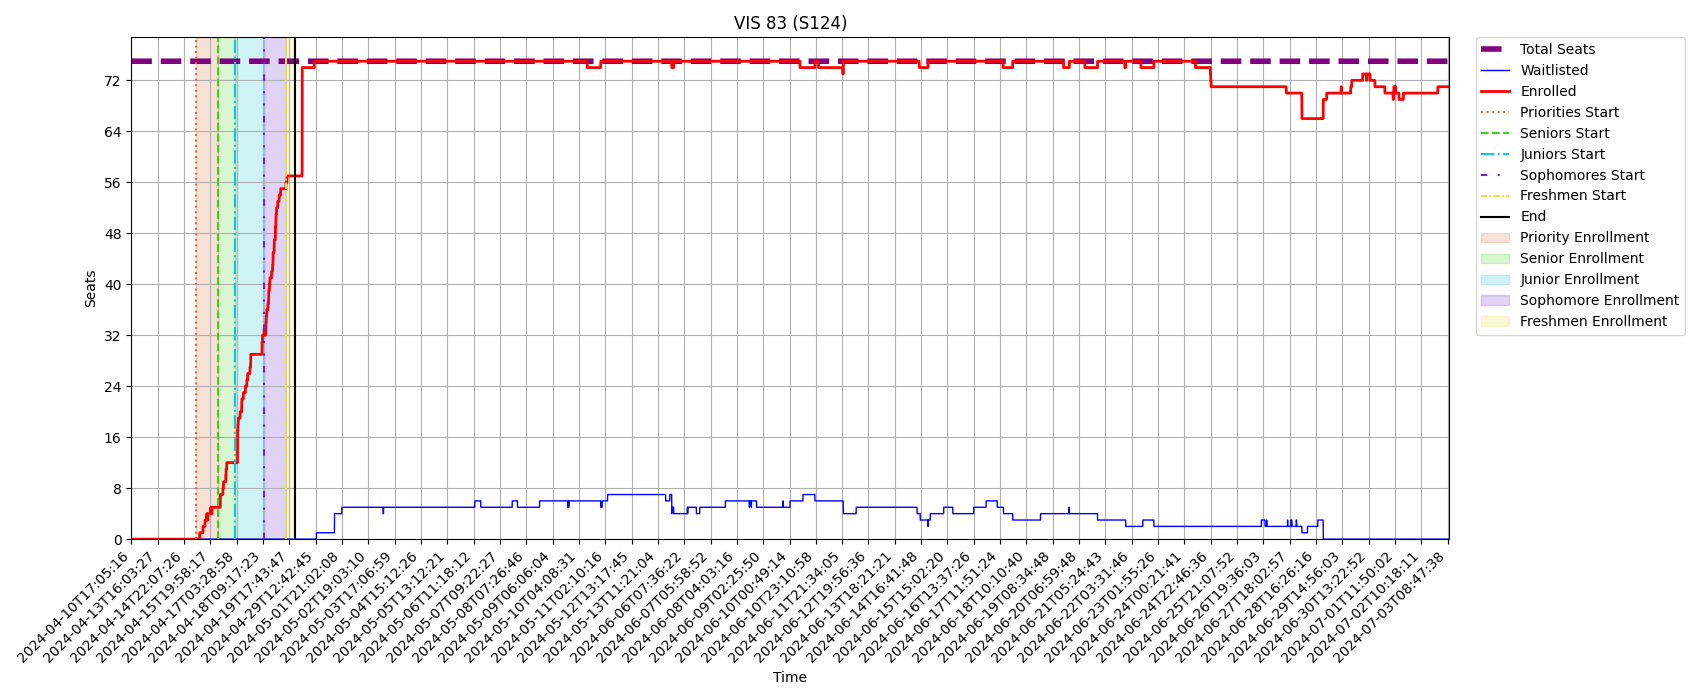 VIS 83 (S124)
Seats
72
64
56
48
40
32
24
16
8
0
2024-04-10T17:05:16
2024-04-13T16:03:27
2024-04-14T22:07:26
2024-04-15T19:58:17
2024-04-17T03:28:58
2024-04-18T09:17:23
2024-04-19T17:43:47
2024-04-29T12:42:45
2024-05-01T21:02:08
2024-05-02T19:03:10
2024-05-03T17:06:59
2024-05-04T15:12:26
2024-05-05T13:12:21
2024-05-06T11:18:12
2024-05-07T09:22:27
2024-05-08T07:26:46
2024-05-09T06:06:04
2024-05-10T04:08:31
2024-05-11T02:10:16
2024-05-12T13:17:45
2024-05-13T11:21:04
2024-06-06T07:36:22
2024-06-07T05:58:52
2024-06-08T04:03:16
2024-06-09T02:25:50
2024-06-10T00:49:14
2024-06-10T23:10:58
2024-06-11T21:34:05
2024-06-12T19:56:36
2024-06-13T18:21:21
2024-06-14T16:41:48
2024-06-15T15:02:20
2024-06-16T13:37:26
2024-06-17T11:51:24
2024-06-18T10:10:40
2024-06-19T08:34:48
2024-06-20T06:59:48
2024-06-21T05:24:43
2024-06-22T03:31:46
2024-06-23T01:55:26
2024-06-24T00:21:41
2024-06-24T22:46:36
2024-06-25T21:07:52
2024-06-26T19:36:03
2024-06-27T18:02:57
2024-06-28T16:26:16
2024-06-29T14:56:03
2024-06-30T13:22:52
2024-07-01T11:50:02
2024-07-02T10:18:11
2024-07-03T08:47:38
Time
Total Seats
Waitlisted
Enrolled
Priorities Start
Seniors Start
Juniors Start
Sophomores Start
Freshmen Start
End
Priority Enrollment
Senior Enrollment
Junior Enrollment
Sophomore Enrollment
Freshmen Enrollment